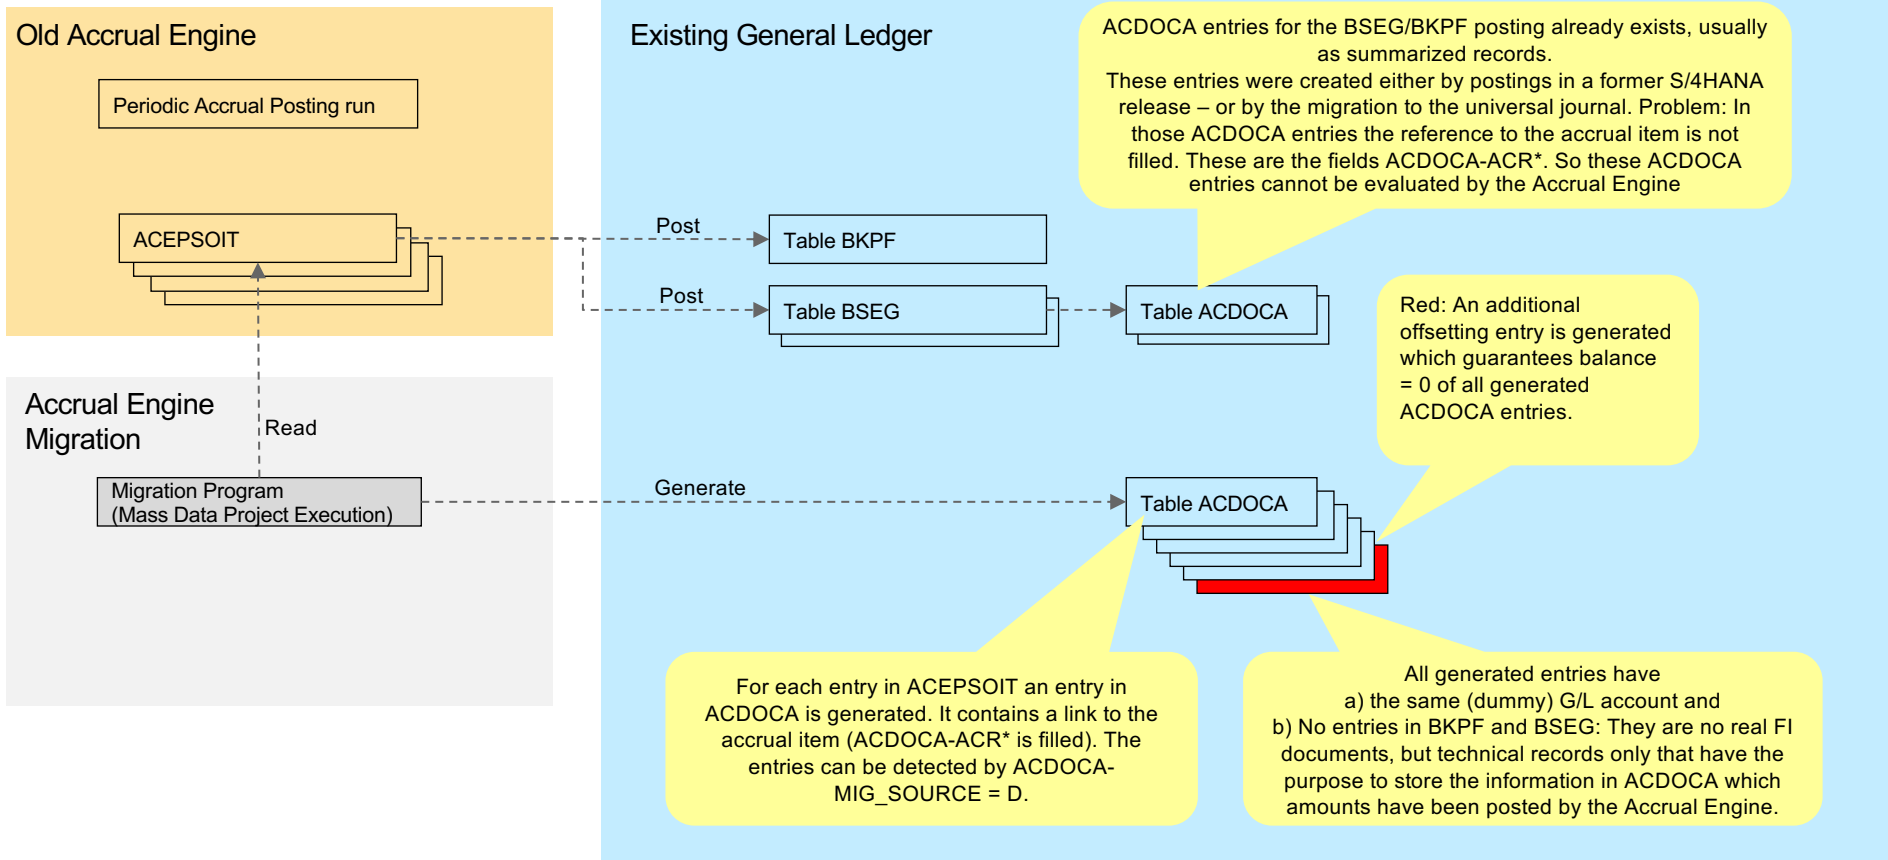 Old Accrual Engine
Periodic Accrual Posting run
ACEPSOIT
Existing General Ledger
ACDOCA entries for the BSEG/BKPF posting already exists, usually
as summarized records.
These entries were created either by postings in a former S/4HANA
release – or by the migration to the universal journal. Problem: In
those ACDOCA entries the reference to the accrual item is not
filled. These are the fields ACDOCA-ACR*. So these ACDOCA
entries cannot be evaluated by the Accrual Engine
Post
Table BKPF
Post
Table BSEG
Table ACDOCA
Red: An additional
offsetting entry is generated
which guarantees balance
= 0 of all generated
ACDOCA entries.
Accrual Engine
Migration
Read
Migration Program
(Mass Data Project Execution)
Generate
Table ACDOCA
For each entry in ACEPSOIT an entry in
ACDOCA is generated. It contains a link to the
accrual item (ACDOCA-ACR* is filled). The
entries can be detected by ACDOCA-
MIG_SOURCE = D.
All generated entries have
a) the same (dummy) G/L account and
b) No entries in BKPF and BSEG: They are no real FI
documents, but technical records only that have the
purpose to store the information in ACDOCA which
amounts have been posted by the Accrual Engine.